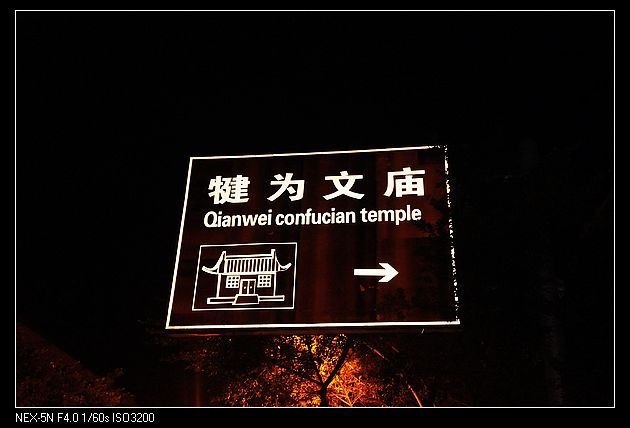 犍为文庙
Qianwei confucian temple
NEX-5N F4.0 1/60s ISO3200